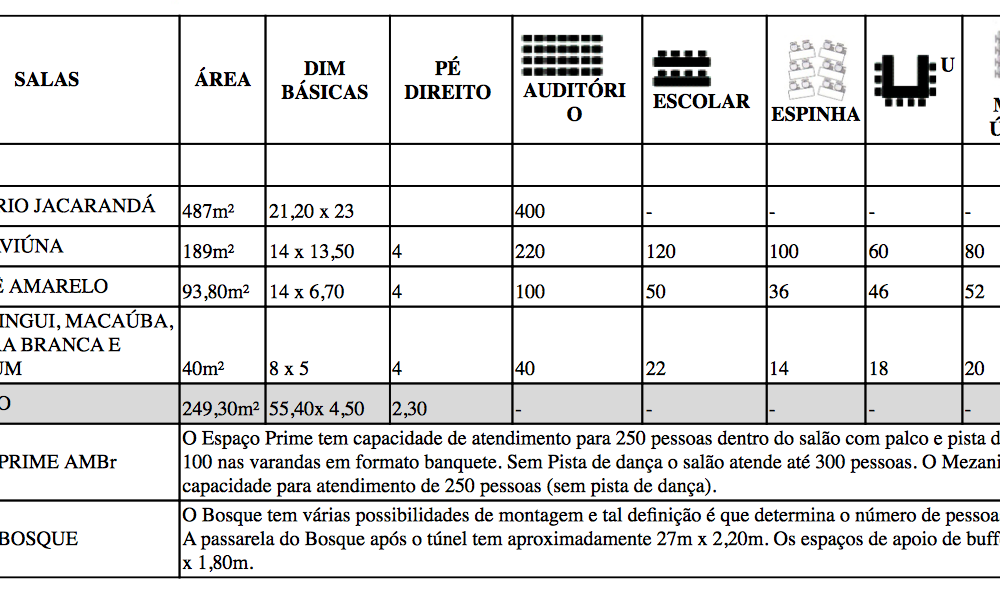 SALAS ÁREA DIM BÁSICAS PÉ DIREITO AUDITÓRI O ESCOLAR ESPINHA U
RIO JACARANDÁ 487m² 21,20 x 23 400 - - - -
VIÚNA 189m² 14 x 13,50 4 220 120 100 60 80
AMARELO 93,80m² 14 x 6,70 4 100 50 36 46 52
INGUI, MACAÚBA,
RA BRANCA E
UM 40m² 8 x 5 4 40 22 14 18 20
O 249,30m² 55,40x 4,50 2,30 - - - - -
PRIME AMBr
O Espaço Prime tem capacidade de atendimento para 250 pessoas dentro do salão com palco e pista d
100 nas varandas em formato banquete. Sem Pista de dança o salão atende até 300 pessoas. O Mezani
capacidade para atendimento de 250 pessoas (sem pista de dança).
BOSQUE
O Bosque tem várias possibilidades de montagem e tal definição é que determina o número de pessoa
A passarela do Bosque após o túnel tem aproximadamente 27m x 2,20m. Os espaços de apoio de buff
x 1,80m.